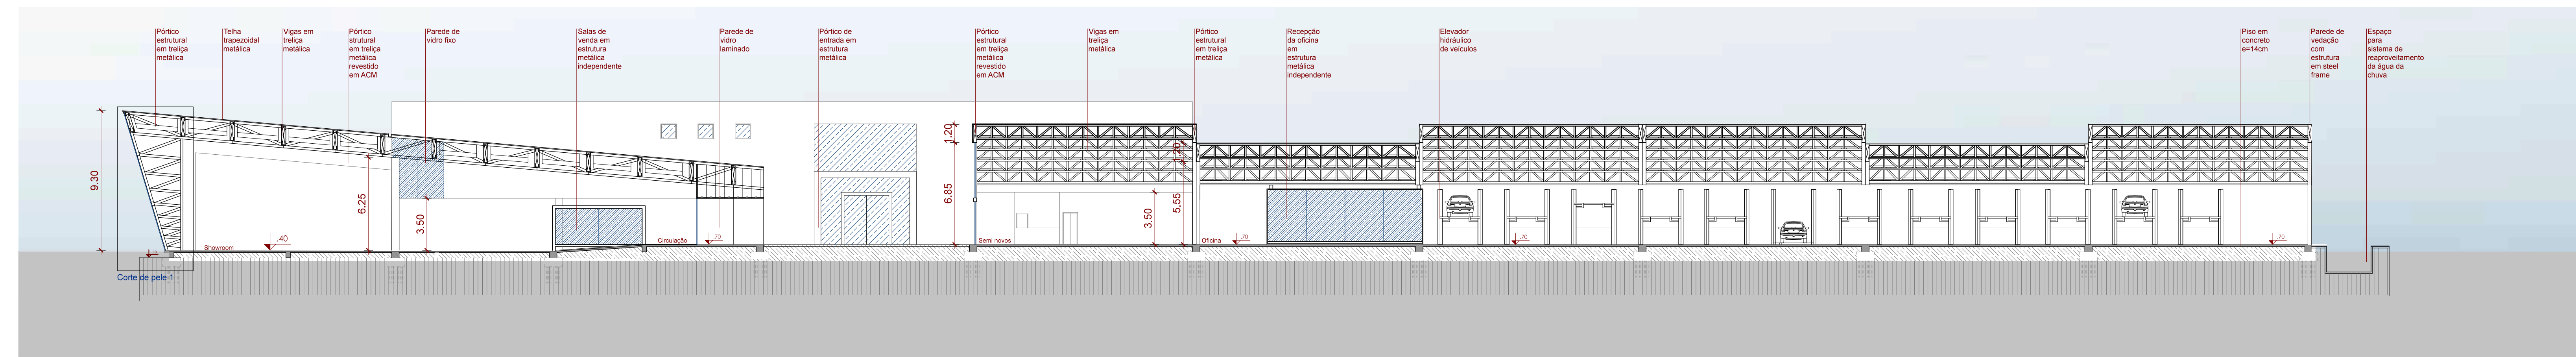 Pórtico
estrutural
em treliça
metálica
Telha
trapezoidal
metálica
Vigas em
treliça
metálica
Pórtico
strutural
em treliça
metálica
revestido
em ACM
Parede de
vidro fixo
Salas de
venda em
estrutura
metálica
independente
Parede de
vidro
laminado
Pórtico de
entrada em
estrutura
metálica
Pórtico
estrutural
em treliça
metálica
revestido
em ACM
Vigas em
treliça
metálica
Pórtico
estrutural
em treliça
metálica
Recepção
da oficina
em
estrutura
metálica
independente
Elevador
hidráulico
de veículos
Piso em
concreto
e=14cm
Parede de
vedação
com
estrutura
em steel
frame
Espaço
para
sistema de
reaproveitamento
da água da
chuva
9.30
6.25
3.50
1.20
6.85
3.50
1.20
5.55
Showroom
.40
Circulação
.70
Semi novos
Oficina
.70
.70
.70
Corte de pele 1